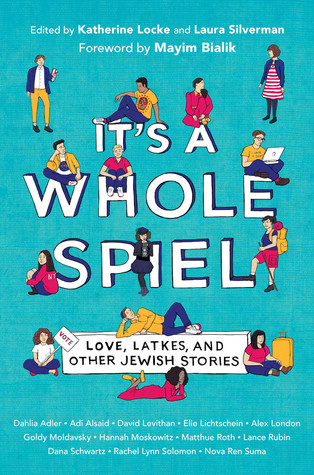 Edited by Katherine Locke and Laura Silverman
Foreword by Mayim Bialik
IT'S A
WHOLE
SPIEL
VOTE
LOVE, LATKES, AND
OTHER JEWISH STORIES
Dahlia Adler • Adi Alsaid • David Levithan • Elie Lichtschein • Alex London
Goldy Moldavsky • Hannah Moskowitz • Matthue Roth • Lance Rubin
Dana Schwartz • Rachel Lynn Solomon • Nova Ren Suma